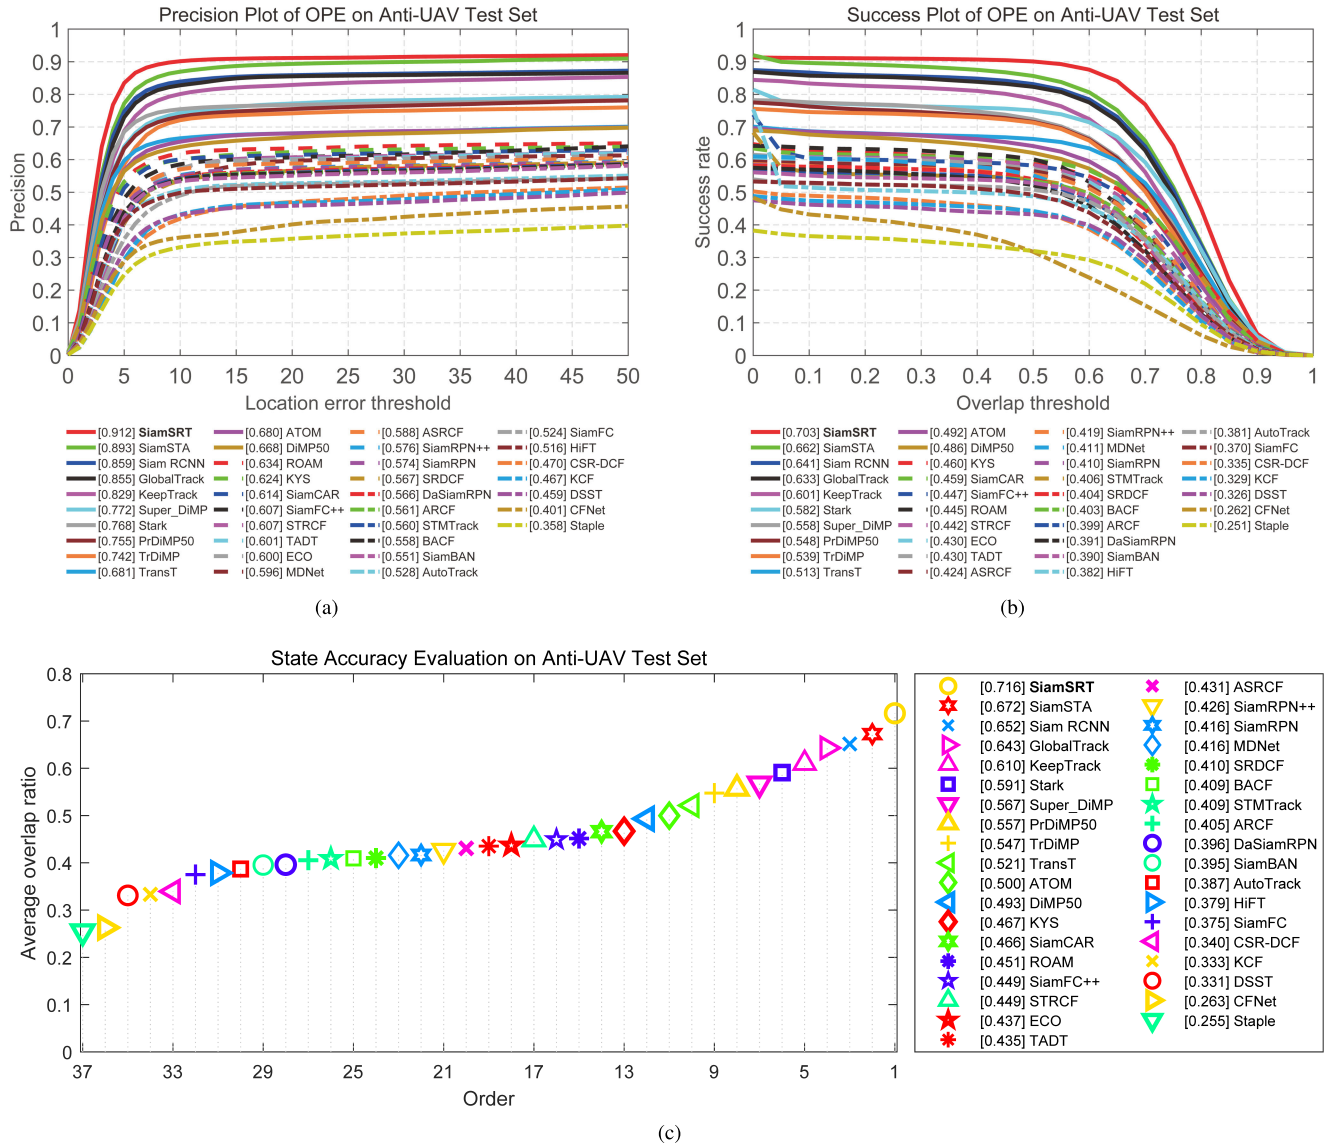 Precision Plot of OPE on Anti-UAV Test Set
1
0.9
0.8
0.7
0.6
0.5
0.4
0.3
0.2
0.1
0
Precision
0 5 10 15 20 25 30 35 40 45 50
Location error threshold
[0.912] SiamSRT
[0.893] SiamSTA
[0.859] Siam RCNN
[0.855] GlobalTrack
[0.829] KeepTrack
[0.772] Super_DiMP
[0.768] Stark
[0.755] PrDiMP50
[0.742] TrDiMP
[0.681] TransT
[0.680] ATOM
[0.668] DiMP50
[0.634] ROAM
[0.624] KYS
[0.614] SiamCAR
[0.607] SiamFC++
[0.607] STRCF
[0.601] TADT
[0.600] ECO
[0.596] MDNet
[0.588] ASRCF
[0.576] SiamRPN++
[0.574] SiamRPN
[0.567] SRDCF
[0.566] DaSiamRPN
[0.561] ARCF
[0.560] STMTrack
[0.558] BACF
[0.551] SiamBAN
[0.528] AutoTrack
[0.524] SiamFC
[0.516] HiFT
[0.470] CSR-DCF
[0.467] KCF
[0.459] DSST
[0.401] CFNet
[0.358] Staple
(a)
Success Plot of OPE on Anti-UAV Test Set
1
0.9
0.8
0.7
0.6
0.5
0.4
0.3
0.2
0.1
0
Success rate
0 0.1 0.2 0.3 0.4 0.5 0.6 0.7 0.8 0.9 1
Overlap threshold
[0.703] SiamSRT
[0.662] SiamSTA
[0.641] Siam RCNN
[0.633] GlobalTrack
[0.601] KeepTrack
[0.582] Stark
[0.558] Super_DiMP
[0.548] PrDiMP50
[0.539] TrDiMP
[0.513] TransT
[0.492] ATOM
[0.486] DiMP50
[0.460] KYS
[0.459] SiamCAR
[0.447] SiamFC++
[0.445] ROAM
[0.442] STRCF
[0.430] ECO
[0.430] TADT
[0.424] ASRCF
[0.419] SiamRPN++
[0.411] MDNet
[0.410] SiamRPN
[0.406] STMTrack
[0.404] SRDCF
[0.403] BACF
[0.399] ARCF
[0.391] DaSiamRPN
[0.390] SiamBAN
[0.382] HiFT
[0.381] AutoTrack
[0.370] SiamFC
[0.335] CSR-DCF
[0.329] KCF
[0.326] DSST
[0.262] CFNet
[0.251] Staple
(b)
State Accuracy Evaluation on Anti-UAV Test Set
0.8
0.7
0.6
0.5
0.4
0.3
0.2
0.1
0
Average overlap ratio
37 33 29 25 21 17 13 9 5 1
Order
[0.716] SiamSRT
[0.672] SiamSTA
[0.652] Siam RCNN
[0.643] GlobalTrack
[0.610] KeepTrack
[0.591] Stark
[0.567] Super_DiMP
[0.557] PrDiMP50
[0.547] TrDiMP
[0.521] TransT
[0.500] ATOM
[0.493] DiMP50
[0.467] KYS
[0.466] SiamCAR
[0.451] ROAM
[0.449] SiamFC++
[0.449] STRCF
[0.437] ECO
[0.435] TADT
[0.431] ASRCF
[0.426] SiamRPN++
[0.416] SiamRPN
[0.416] MDNet
[0.410] SRDCF
[0.409] BACF
[0.409] STMTrack
[0.405] ARCF
[0.396] DaSiamRPN
[0.395] SiamBAN
[0.387] AutoTrack
[0.379] HiFT
[0.375] SiamFC
[0.340] CSR-DCF
[0.333] KCF
[0.331] DSST
[0.263] CFNet
[0.255] Staple
(c)